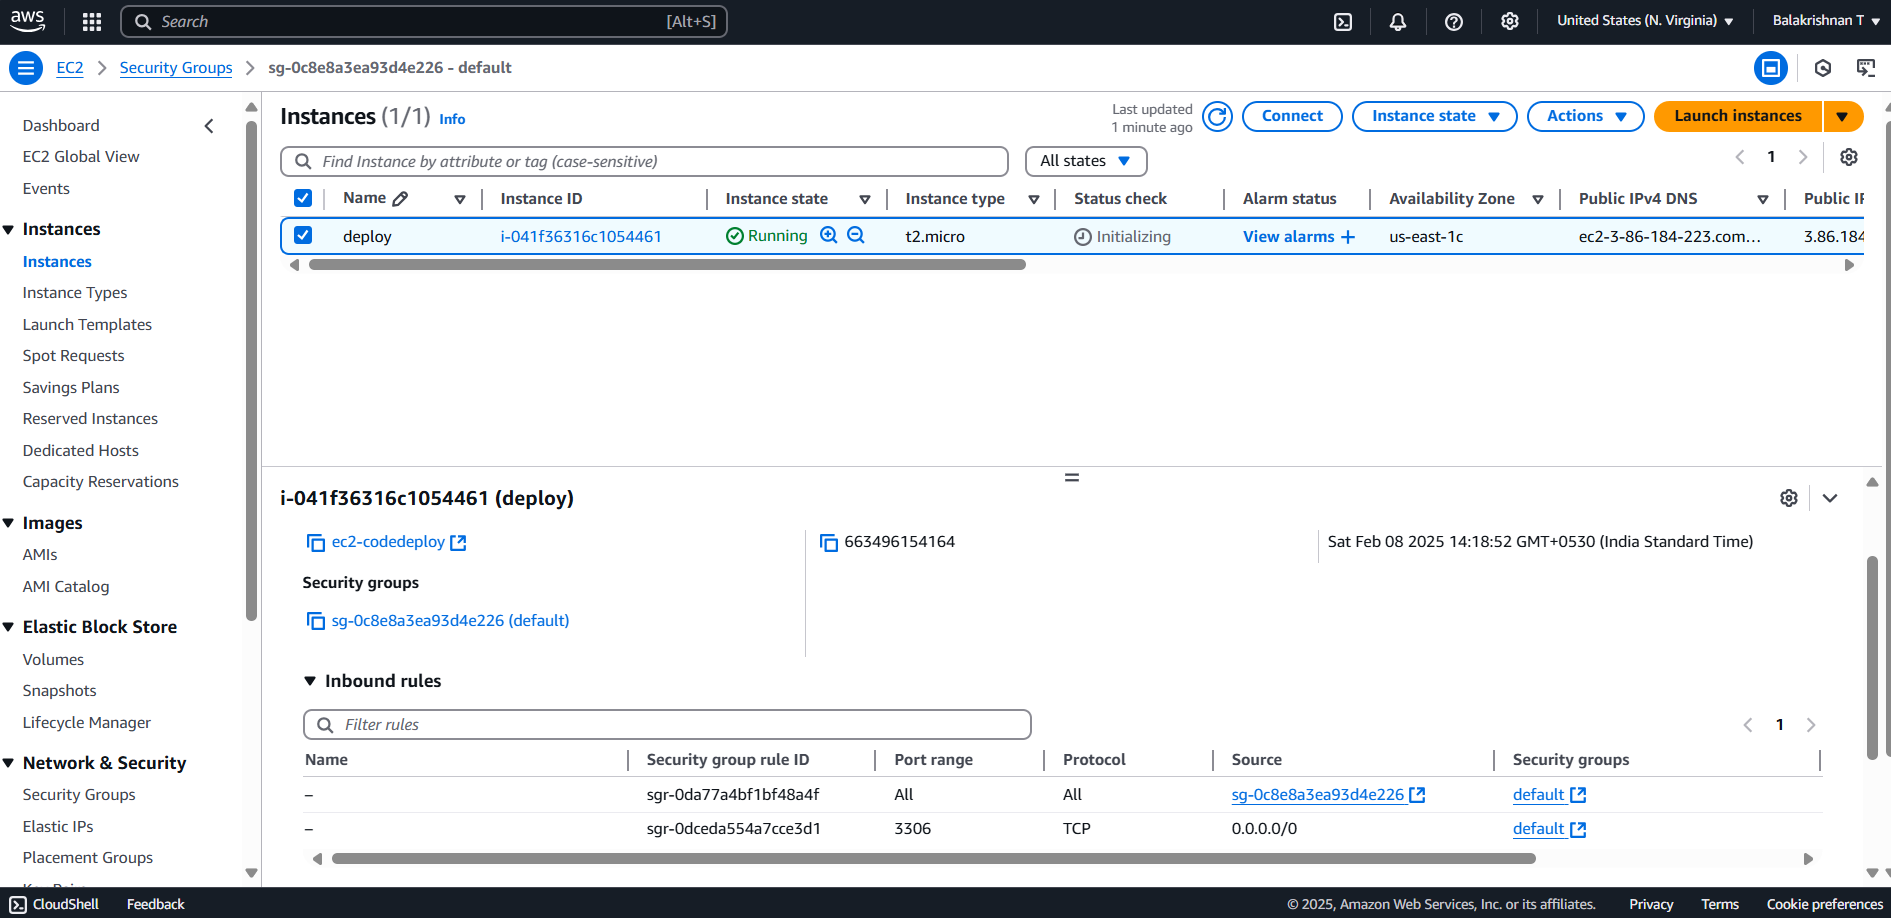 aws
Search [Alt+S]
United States (N. Virginia)
Balakrishnan T
EC2 > Security Groups > sg-0c8e8a3ea93d4e226 - default
Dashboard
EC2 Global View
Events
Instances
Instances
Instance Types
Launch Templates
Spot Requests
Savings Plans
Reserved Instances
Dedicated Hosts
Capacity Reservations
Images
AMIs
AMI Catalog
Elastic Block Store
Volumes
Snapshots
Lifecycle Manager
Network & Security
Security Groups
Elastic IPs
Placement Groups
Instances (1/1) Info
Last updated
1 minute ago
Connect
Instance state
Actions
Launch instances
Find Instance by attribute or tag (case-sensitive)
All states
1
Name Instance ID Instance state Instance type Status check Alarm status Availability Zone Public IPv4 DNS Public IP
deploy i-041f36316c1054461 Running t2.micro Initializing View alarms + us-east-1c ec2-3-86-184-223.com... 3.86.184
i-041f36316c1054461 (deploy)
ec2-codedeploy
663496154164
Sat Feb 08 2025 14:18:52 GMT+0530 (India Standard Time)
Security groups
sg-0c8e8a3ea93d4e226 (default)
Inbound rules
Filter rules
1
Name Security group rule ID Port range Protocol Source Security groups
– sgr-0da77a4bf1bf48a4f All All sg-0c8e8a3ea93d4e226 default
– sgr-0dceda554a7cce3d1 3306 TCP 0.0.0.0/0 default
CloudShell Feedback
© 2025, Amazon Web Services, Inc. or its affiliates. Privacy Terms Cookie preferences